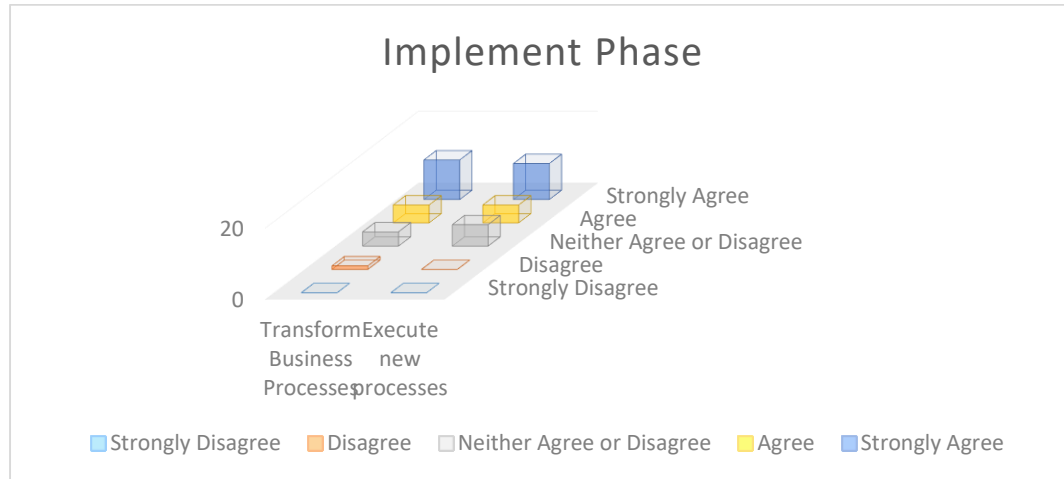 Implement Phase
20
0
Strongly Agree
Agree
Neither Agree or Disagree
Disagree
Strongly Disagree
Transform
Business
Processes
Execute
new
processes
Strongly Disagree
Disagree
Neither Agree or Disagree
Agree
Strongly Agree